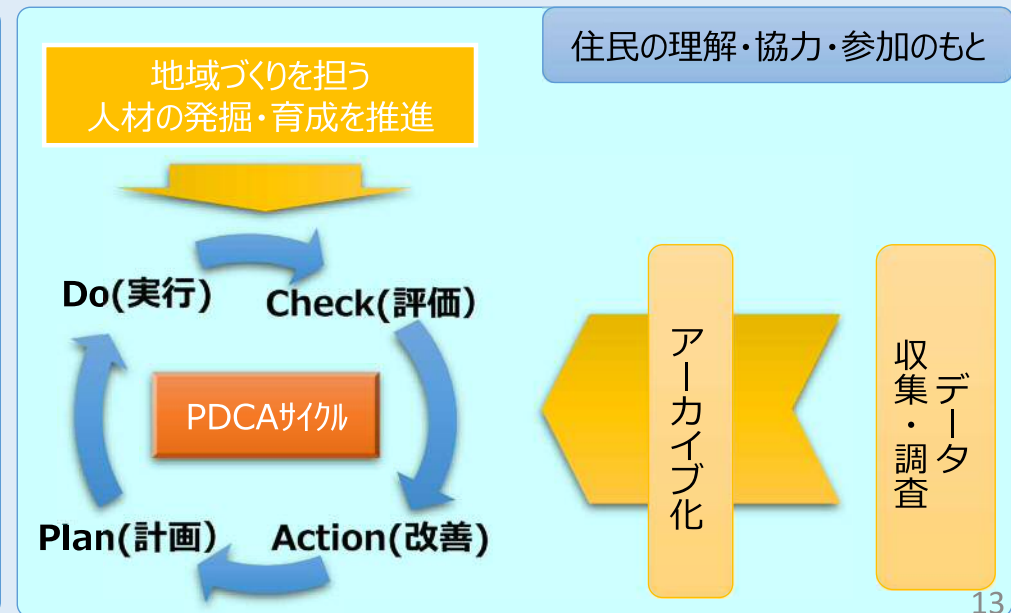 住民の理解・協力・参加のもと
地域づくりを担う
人材の発掘・育成を推進
Do(実行)
Check(評価)
PDCAｻｲｸﾙ
Plan(計画)
Action(改善)
アーカイブ化
データ
収集・調査
13